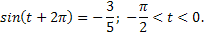 sin(t + 2π) = −3/5; −π/2 < t < 0.